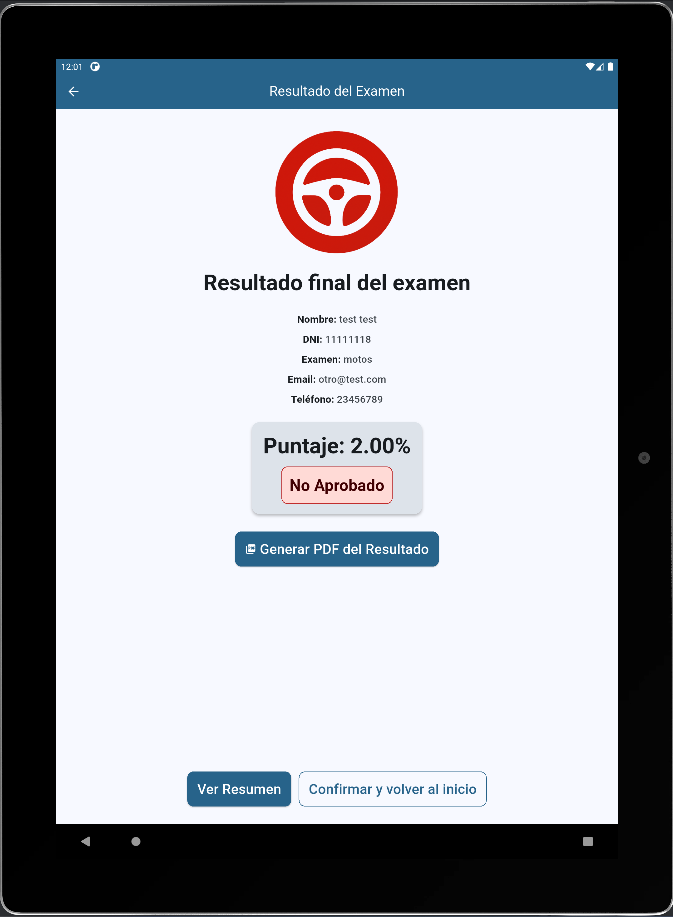 12:01
Resultado del Examen
Resultado final del examen
Nombre: test test
DNI: 11111118
Examen: motos
Email: otro@test.com
Teléfono: 23456789
Puntaje: 2.00%
No Aprobado
Generar PDF del Resultado
Ver Resumen
Confirmar y volver al inicio